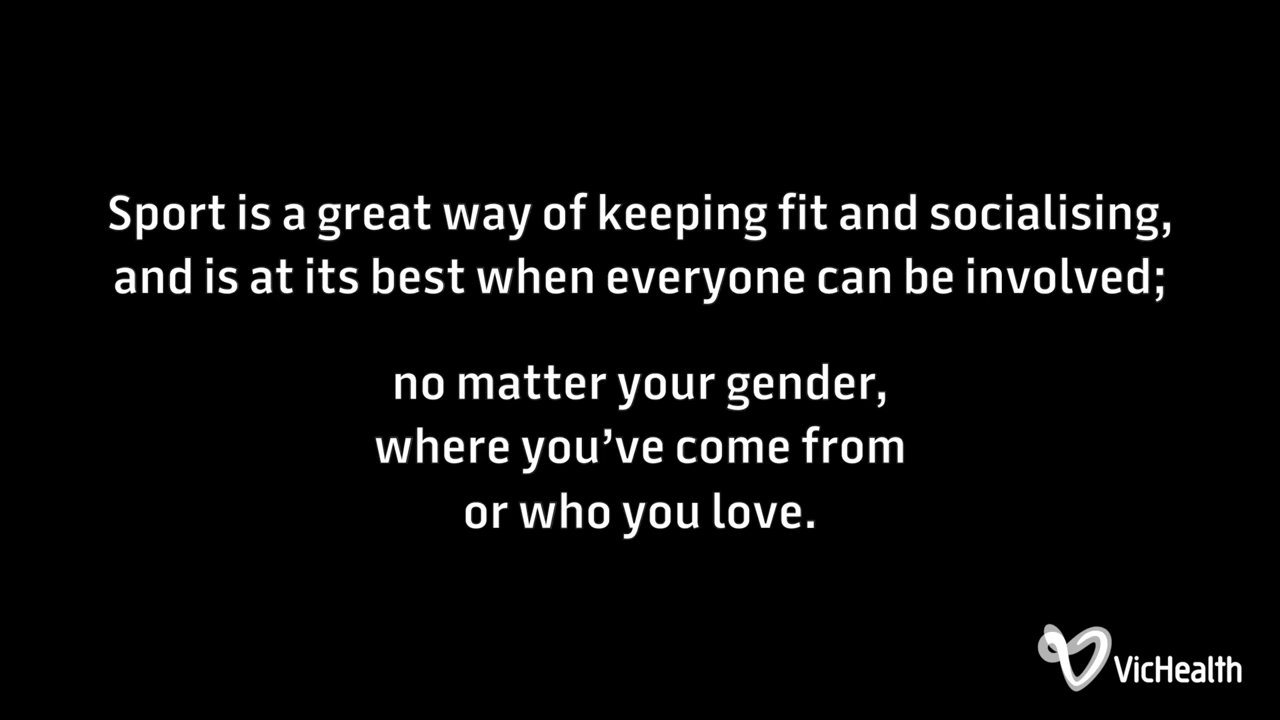 Sport is a great way of keeping fit and socialising,
and is at its best when everyone can be involved;
no matter your gender,
where you’ve come from
or who you love.
VicHealth